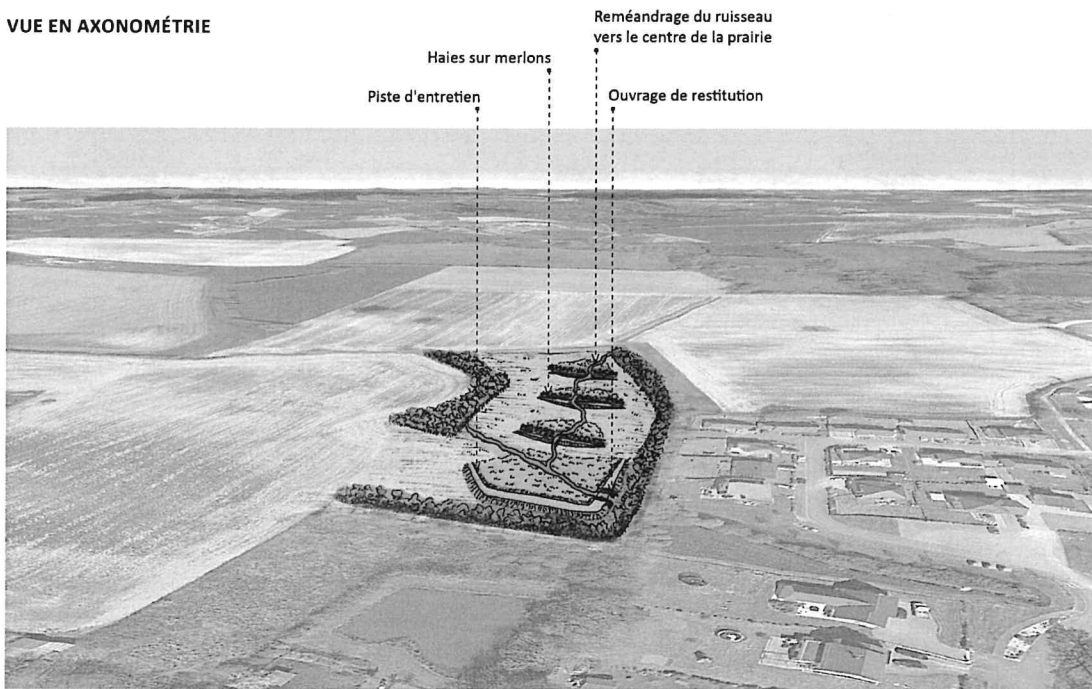 VUE EN AXONOMÉTRIE
Reméandrage du ruisseau
vers le centre de la prairie
Haies sur merlons
Piste d'entretien
Ouvrage de restitution